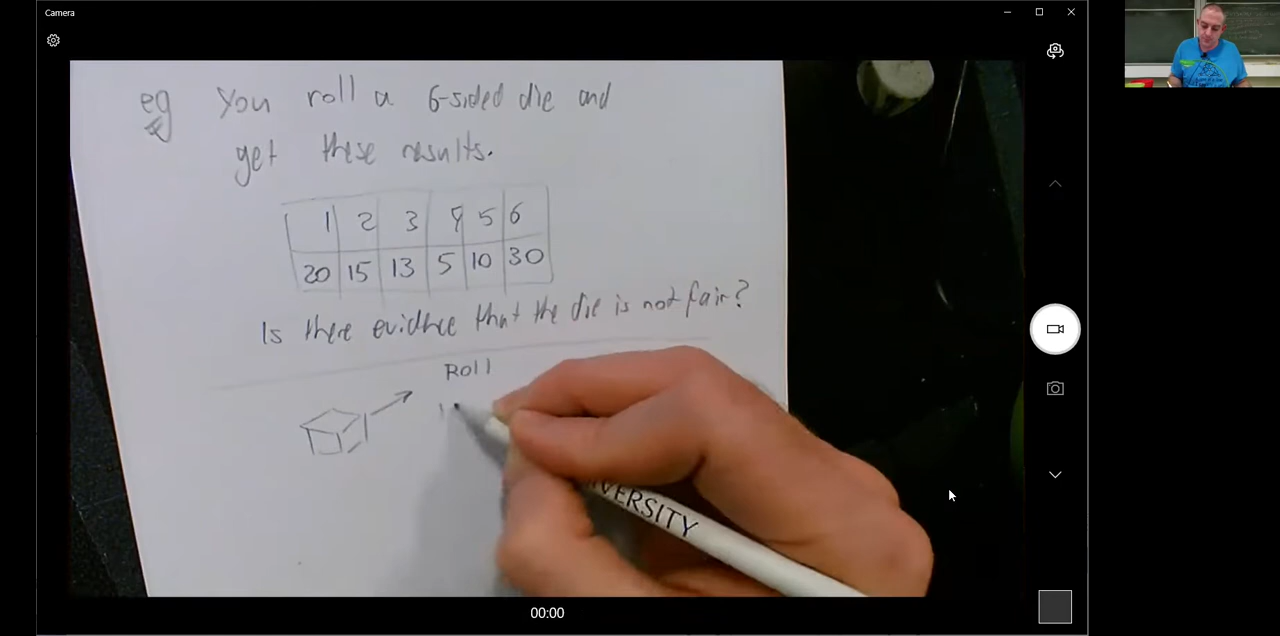 Camera
eg You roll a 6-sided die and
get these results.
1 2 3 4 5 6
20 15 13 5 10 30
Is there evidence that the die is not fair?
Roll
1
VERSITY
00:00